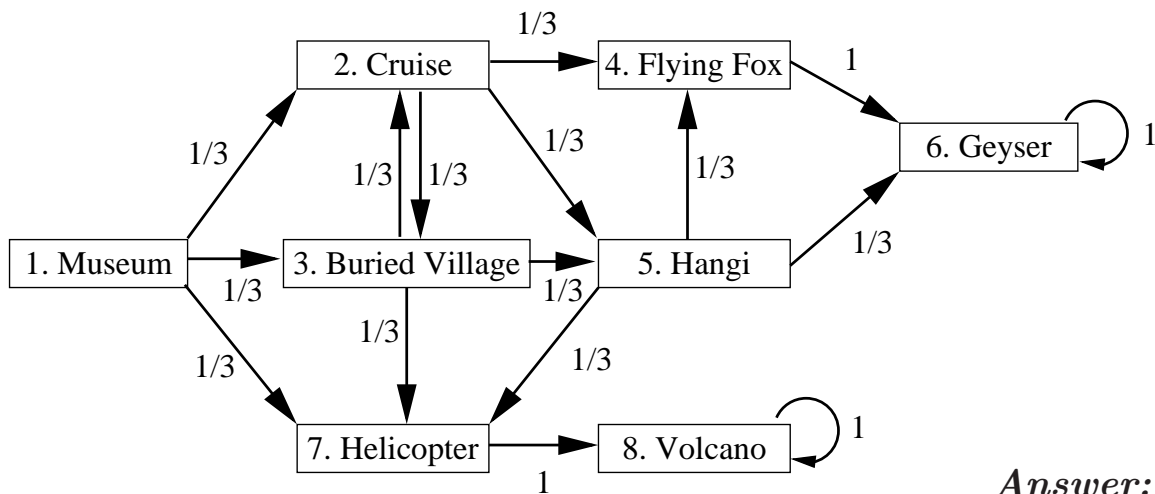 1/3
2. Cruise
4. Flying Fox
1
1/3
1/3
1/3
1/3
1/3
6. Geyser
1
1. Museum
3. Buried Village
5. Hangi
1/3
1/3
1/3
1/3
1/3
1/3
7. Helicopter
8. Volcano
1
1
Answer: